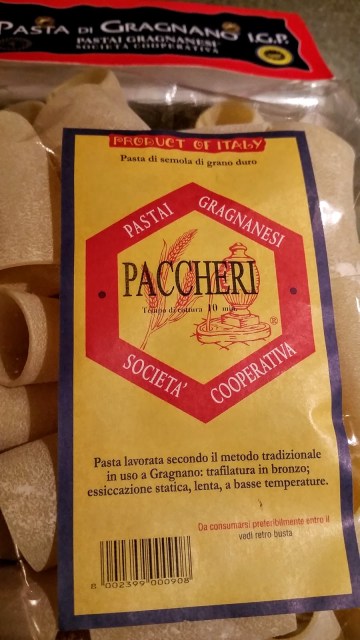 PASTA DI GRAGNANO I.G.P.
PASTAI GRAGNANESI
SOCIETÀ COOPERATIVA
PRODUCT OF ITALY
Pasta di semola di grano duro
PASTAI GRAGNANESI
PACCHERI
Tempo di cottura 10 min.
®
SOCIETA' COOPERATIVA
Pasta lavorata secondo il metodo tradizionale
in uso a Gragnano: trafilatura in bronzo;
essiccazione statica, lenta, a basse temperature.
Da consumarsi preferibilmente entro il
vedi retro busta
8 002399 000908